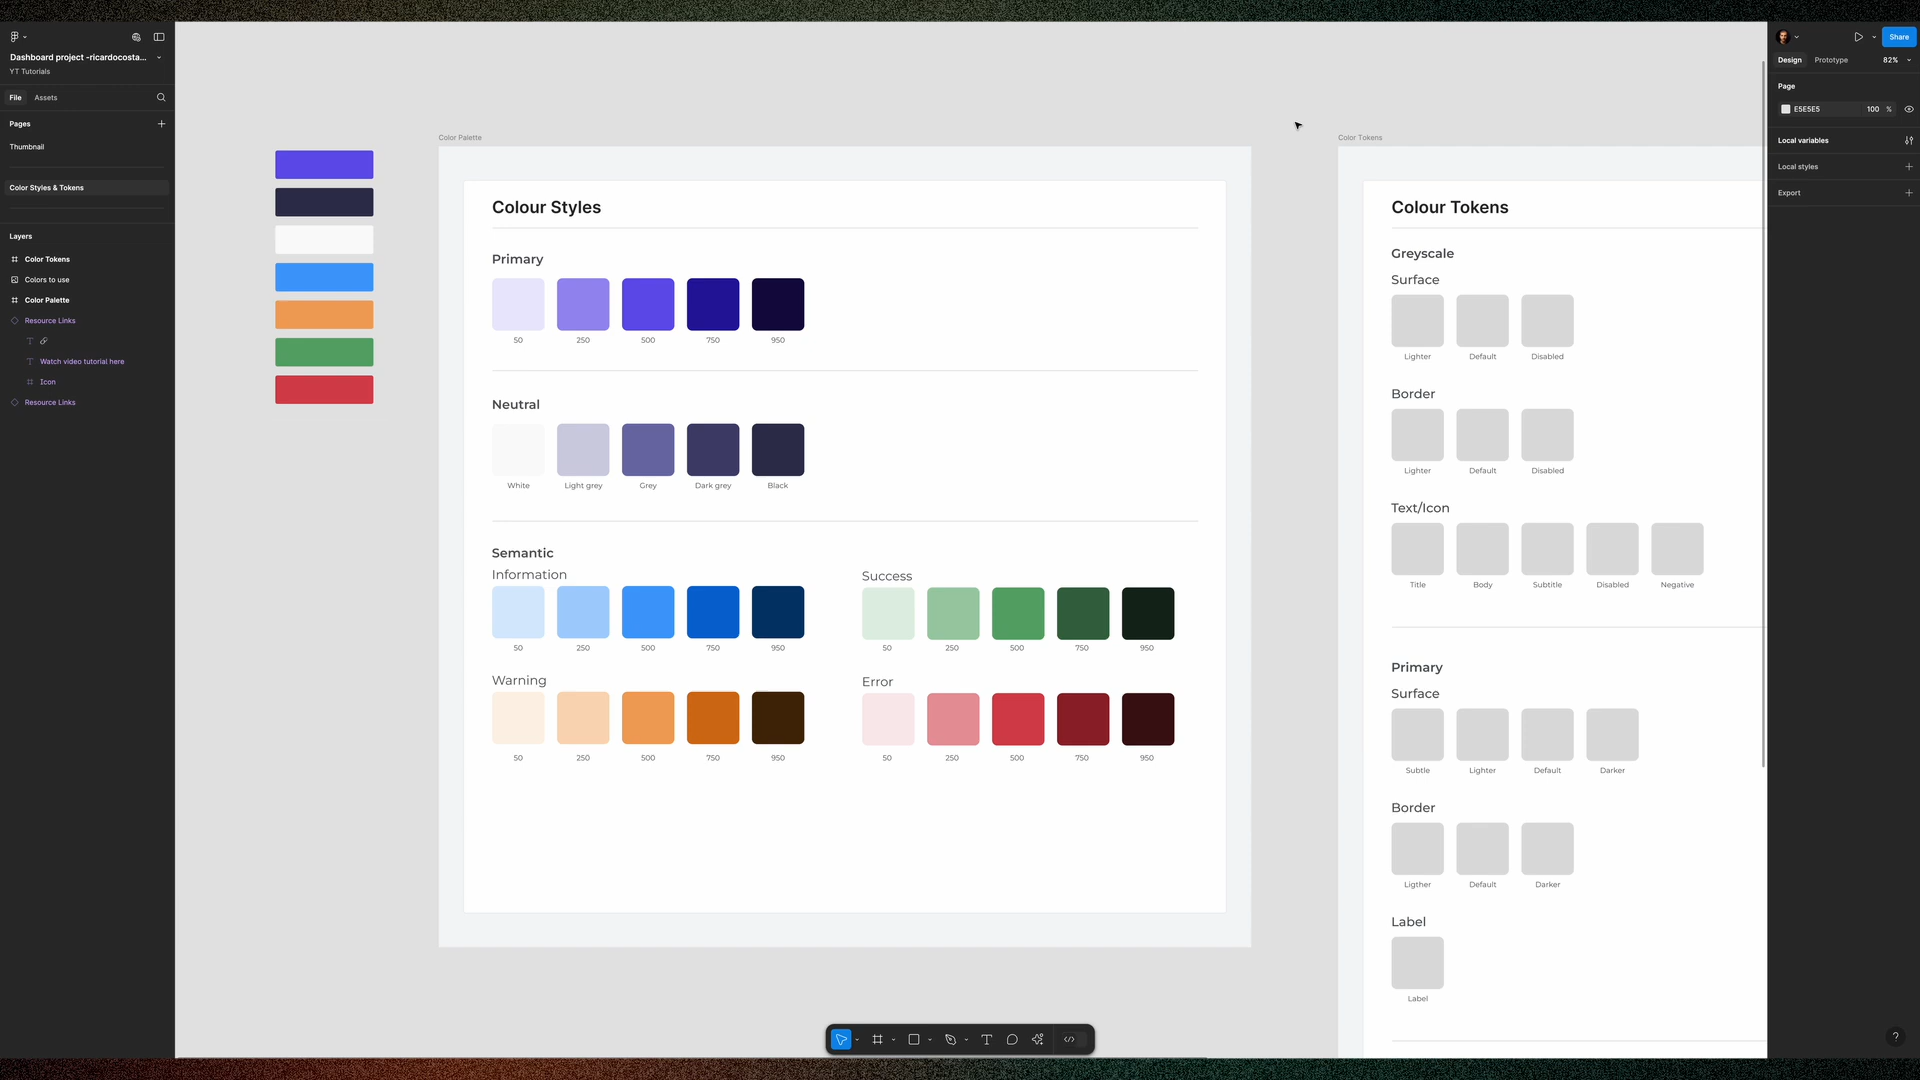 Dashboard project -ricardocosta...
YT Tutorials
File
Assets
Pages
Thumbnail
Color Styles & Tokens
Layers
Color Tokens
Colors to use
Color Palette
Resource Links
Watch video tutorial here
Icon
Resource Links
Color Palette
Colour Styles
Primary
50 250 500 750 950
Neutral
White Light grey Grey Dark grey Black
Semantic
Information
50 250 500 750 950
Warning
50 250 500 750 950
Success
50 250 500 750 950
Error
50 250 500 750 950
Color Tokens
Colour Tokens
Greyscale
Surface
Lighter Default Disabled
Border
Lighter Default Disabled
Text/Icon
Title Body Subtitle Disabled Negative
Primary
Surface
Subtle Lighter Default Darker
Border
Ligther Default Darker
Label
Label
Share
Design
Prototype
82%
Page
E5E5E5 100 %
Local variables
Local styles
Export
?